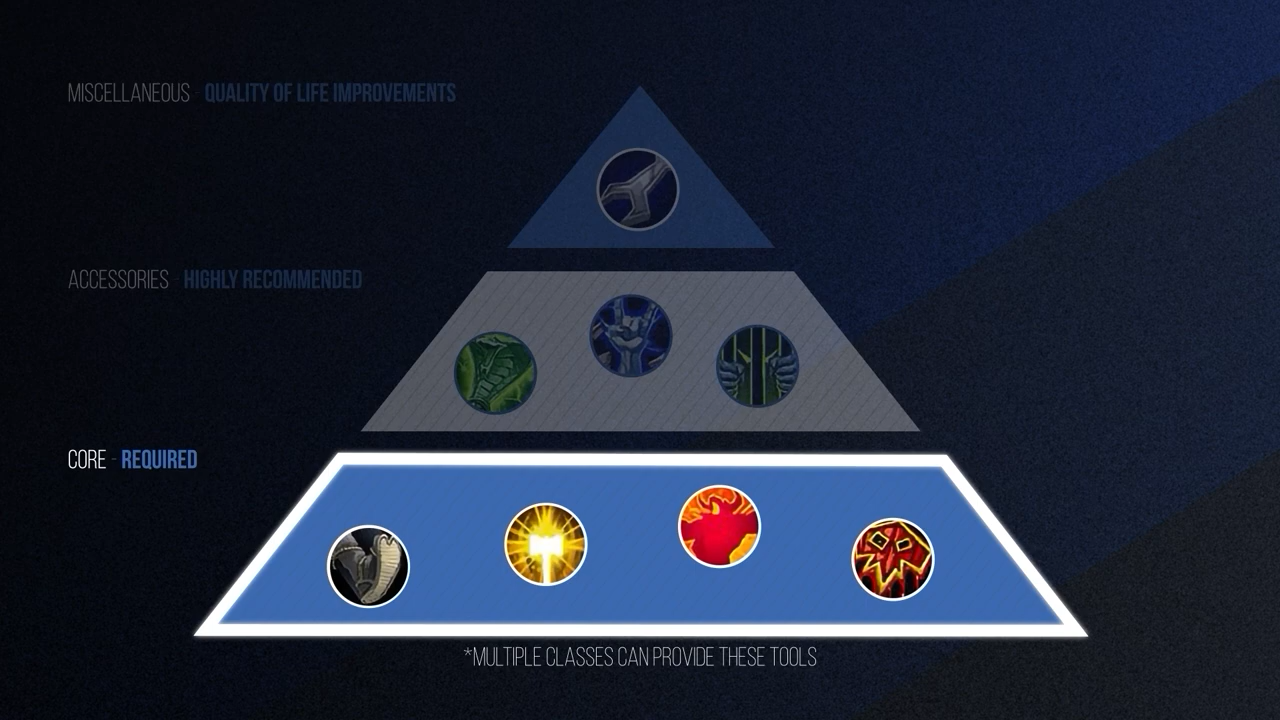 MISCELLANEOUS - QUALITY OF LIFE IMPROVEMENTS
ACCESSORIES - HIGHLY RECOMMENDED
CORE - REQUIRED
*MULTIPLE CLASSES CAN PROVIDE THESE TOOLS